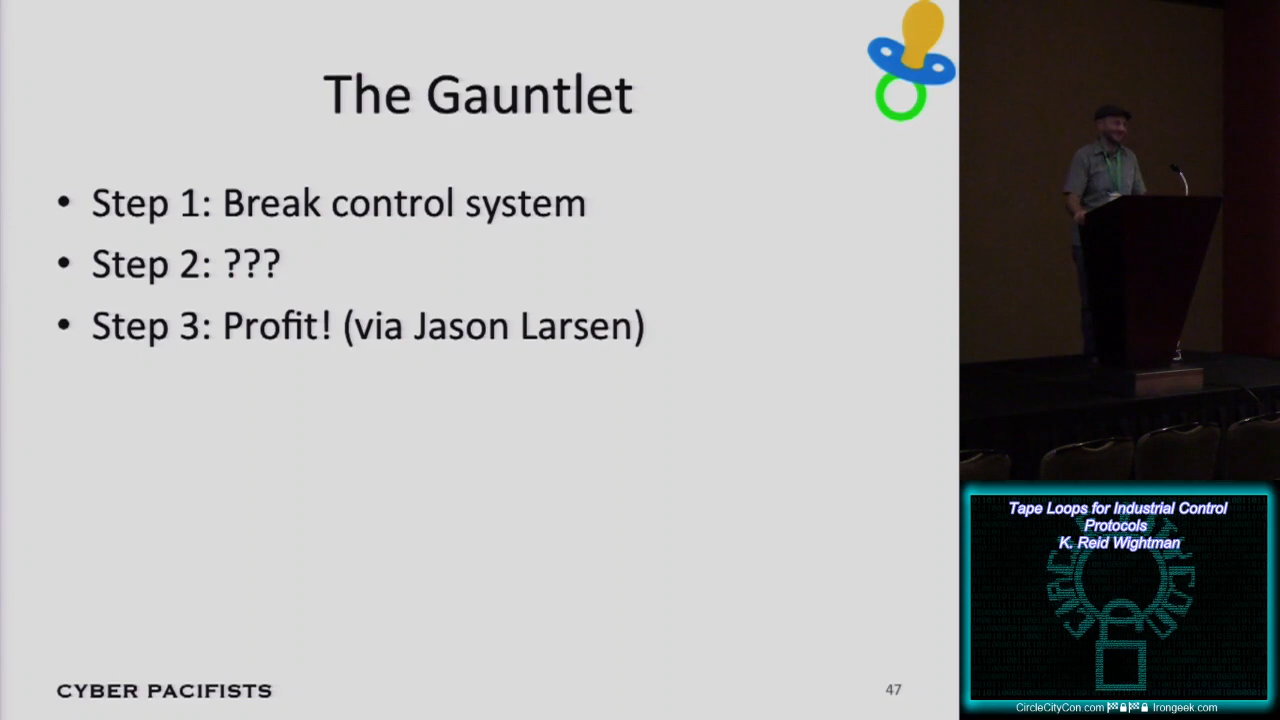 The Gauntlet
• Step 1: Break control system
• Step 2: ???
• Step 3: Profit! (via Jason Larsen)
CYBER PACIFISTS
47
Tape Loops for Industrial Control
Protocols
K. Reid Wightman
CircleCityCon.com Irongeek.com